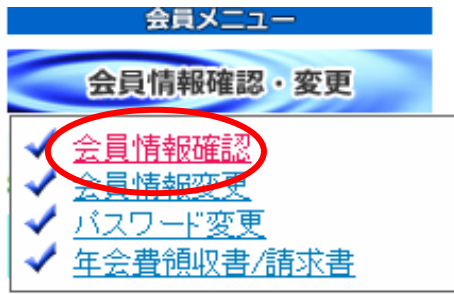 会員メニュー
会員情報確認・変更
会員情報確認
会員情報変更
パスワード変更
年会費領収書/請求書